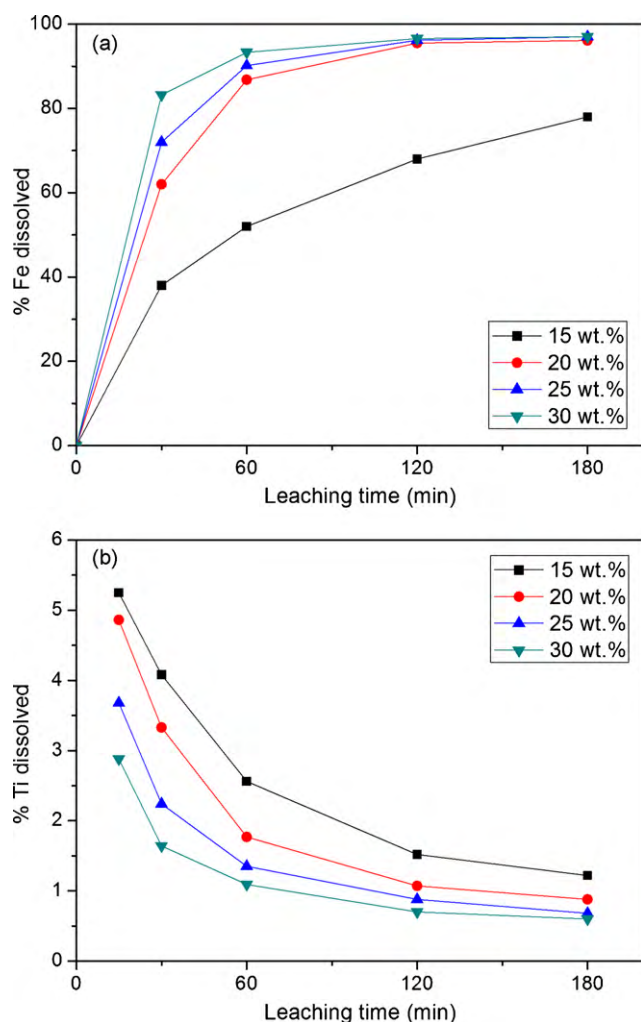 (a)
100
80
60
40
20
0
% Fe dissolved
15 wt.%
20 wt.%
25 wt.%
30 wt.%
0
60
120
180
Leaching time (min)
(b)
6
5
4
3
2
1
0
% Ti dissolved
15 wt.%
20 wt.%
25 wt.%
30 wt.%
0
60
120
180
Leaching time (min)